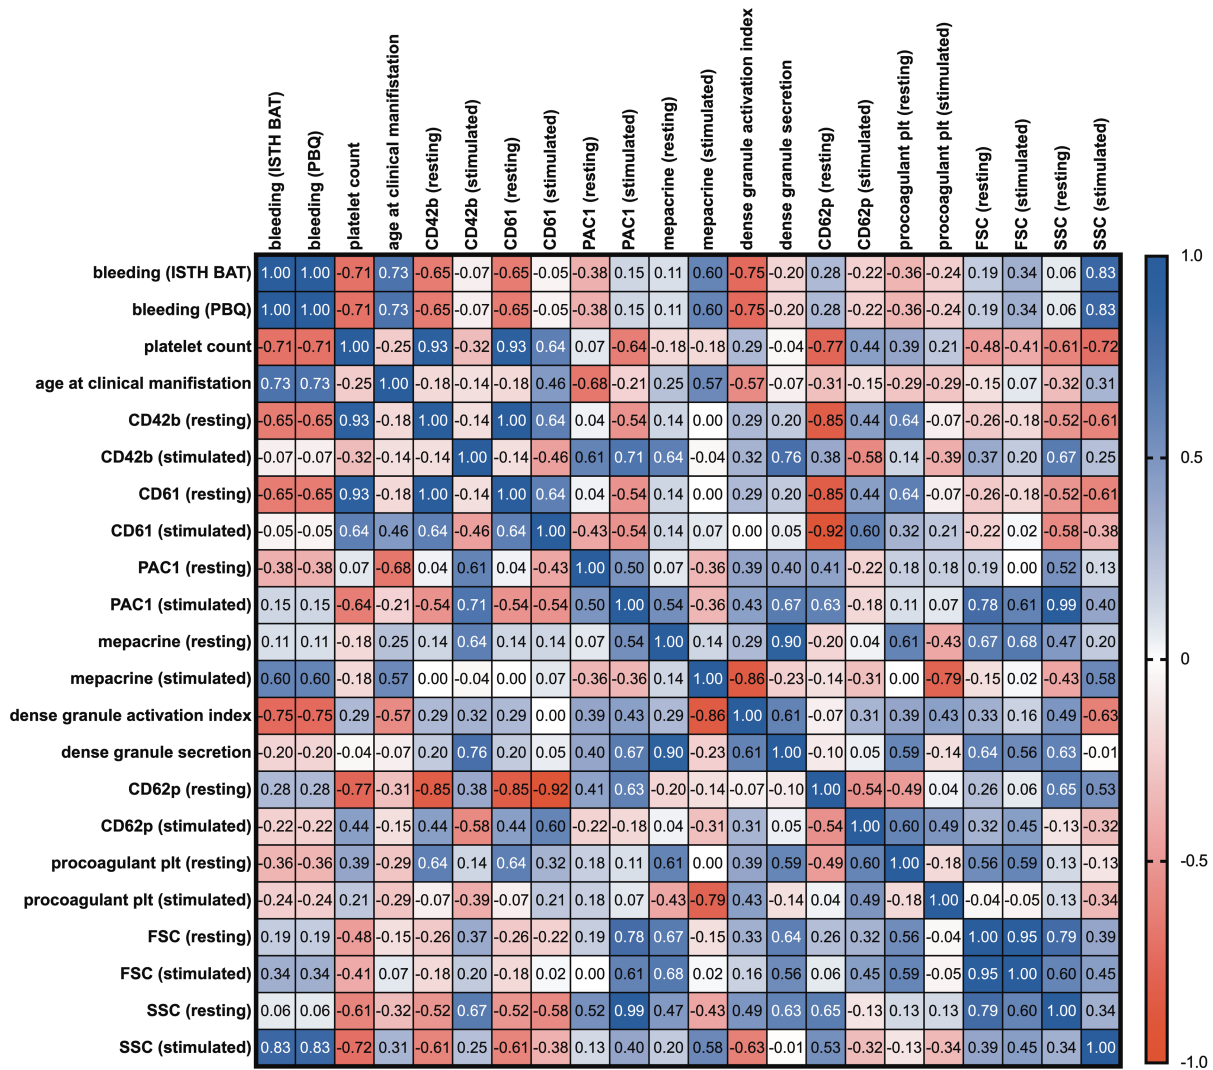 bleeding (ISTH BAT)
bleeding (PBQ)
platelet count
age at clinical manifistation
CD42b (resting)
CD42b (stimulated)
CD61 (resting)
CD61 (stimulated)
PAC1 (resting)
PAC1 (stimulated)
mepacrine (resting)
mepacrine (stimulated)
dense granule activation index
dense granule secretion
CD62p (resting)
CD62p (stimulated)
procoagulant plt (resting)
procoagulant plt (stimulated)
FSC (resting)
FSC (stimulated)
SSC (resting)
SSC (stimulated)
bleeding (ISTH BAT) 1.00 1.00 -0.71 0.73 -0.65 -0.07 -0.65 -0.05 -0.38 0.15 0.11 0.60 -0.75 -0.20 0.28 -0.22 -0.36 -0.24 0.19 0.34 0.06 0.83
bleeding (PBQ) 1.00 1.00 -0.71 0.73 -0.65 -0.07 -0.65 -0.05 -0.38 0.15 0.11 0.60 -0.75 -0.20 0.28 -0.22 -0.36 -0.24 0.19 0.34 0.06 0.83
platelet count -0.71 -0.71 1.00 -0.25 0.93 -0.32 0.93 0.64 0.07 -0.64 -0.18 -0.18 0.29 -0.04 -0.77 0.44 0.39 0.21 -0.48 -0.41 -0.61 -0.72
age at clinical manifistation 0.73 0.73 -0.25 1.00 -0.18 -0.14 -0.18 0.46 -0.68 -0.21 0.25 0.57 -0.57 -0.07 -0.31 -0.15 -0.29 -0.29 -0.15 0.07 -0.32 0.31
CD42b (resting) -0.65 -0.65 0.93 -0.18 1.00 -0.14 1.00 0.64 0.04 -0.54 0.14 0.00 0.29 0.20 -0.85 0.44 0.64 -0.07 -0.26 -0.18 -0.52 -0.61
CD42b (stimulated) -0.07 -0.07 -0.32 -0.14 -0.14 1.00 -0.14 -0.46 0.61 0.71 0.64 -0.04 0.32 0.76 0.38 -0.58 0.14 -0.39 0.37 0.20 0.67 0.25
CD61 (resting) -0.65 -0.65 0.93 -0.18 1.00 -0.14 1.00 0.64 0.04 -0.54 0.14 0.00 0.29 0.20 -0.85 0.44 0.64 -0.07 -0.26 -0.18 -0.52 -0.61
CD61 (stimulated) -0.05 -0.05 0.64 0.46 0.64 -0.46 0.64 1.00 -0.43 -0.54 0.14 0.07 0.00 0.05 -0.92 0.60 0.32 0.21 -0.22 0.02 -0.58 -0.38
PAC1 (resting) -0.38 -0.38 0.07 -0.68 0.04 0.61 0.04 -0.43 1.00 0.50 0.07 -0.36 0.39 0.40 0.41 -0.22 0.18 0.18 0.19 0.00 0.52 0.13
PAC1 (stimulated) 0.15 0.15 -0.64 -0.21 -0.54 0.71 -0.54 -0.54 0.50 1.00 0.54 -0.36 0.43 0.67 0.63 -0.18 0.11 0.07 0.78 0.61 0.99 0.40
mepacrine (resting) 0.11 0.11 -0.18 0.25 0.14 0.64 0.14 0.14 0.07 0.54 1.00 0.14 0.29 0.90 -0.20 0.04 0.61 -0.43 0.67 0.68 0.47 0.20
mepacrine (stimulated) 0.60 0.60 -0.18 0.57 0.00 -0.04 0.00 0.07 -0.36 -0.36 0.14 1.00 -0.86 -0.23 -0.14 -0.31 0.00 -0.79 -0.15 0.02 -0.43 0.58
dense granule activation index -0.75 -0.75 0.29 -0.57 0.29 0.32 0.29 0.00 0.39 0.43 0.29 -0.86 1.00 0.61 -0.07 0.31 0.39 0.43 0.33 0.16 0.49 -0.63
dense granule secretion -0.20 -0.20 -0.04 -0.07 0.20 0.76 0.20 0.05 0.40 0.67 0.90 -0.23 0.61 1.00 -0.10 0.05 0.59 -0.14 0.64 0.56 0.63 -0.01
CD62p (resting) 0.28 0.28 -0.77 -0.31 -0.85 0.38 -0.85 -0.92 0.41 0.63 -0.20 -0.14 -0.07 -0.10 1.00 -0.54 -0.49 0.04 0.26 0.06 0.65 0.53
CD62p (stimulated) -0.22 -0.22 0.44 -0.15 0.44 -0.58 0.44 0.60 -0.22 -0.18 0.04 -0.31 0.31 0.05 -0.54 1.00 0.60 0.49 0.32 0.45 -0.13 -0.32
procoagulant plt (resting) -0.36 -0.36 0.39 -0.29 0.64 0.14 0.64 0.32 0.18 0.11 0.61 0.00 0.39 0.59 -0.49 0.60 1.00 -0.18 0.56 0.59 0.13 -0.13
procoagulant plt (stimulated) -0.24 -0.24 0.21 -0.29 -0.07 -0.39 -0.07 0.21 0.18 0.07 -0.43 -0.79 0.43 -0.14 0.04 0.49 -0.18 1.00 -0.04 -0.05 0.13 -0.34
FSC (resting) 0.19 0.19 -0.48 -0.15 -0.26 0.37 -0.26 -0.22 0.19 0.78 0.67 -0.15 0.33 0.64 0.26 0.32 0.56 -0.04 1.00 0.95 0.79 0.39
FSC (stimulated) 0.34 0.34 -0.41 0.07 -0.18 0.20 -0.18 0.02 0.00 0.61 0.68 0.02 0.16 0.56 0.06 0.45 0.59 -0.05 0.95 1.00 0.60 0.45
SSC (resting) 0.06 0.06 -0.61 -0.32 -0.52 0.67 -0.52 -0.58 0.52 0.99 0.47 -0.43 0.49 0.63 0.65 -0.13 0.13 0.13 0.79 0.60 1.00 0.34
SSC (stimulated) 0.83 0.83 -0.72 0.31 -0.61 0.25 -0.61 -0.38 0.13 0.40 0.20 0.58 -0.63 -0.01 0.53 -0.32 -0.13 -0.34 0.39 0.45 0.34 1.00
1.0
0.5
0
-0.5
-1.0